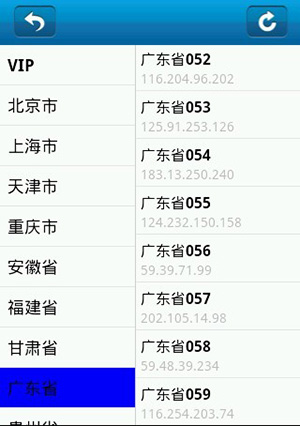 VIP
北京市
上海市
天津市
重庆市
安徽省
福建省
甘肃省
广东省
贵州省
广东省052
116.204.96.202
广东省053
125.91.253.126
广东省054
183.13.250.240
广东省055
124.232.150.158
广东省056
59.39.71.99
广东省057
202.105.14.98
广东省058
59.48.39.234
广东省059
116.254.203.74